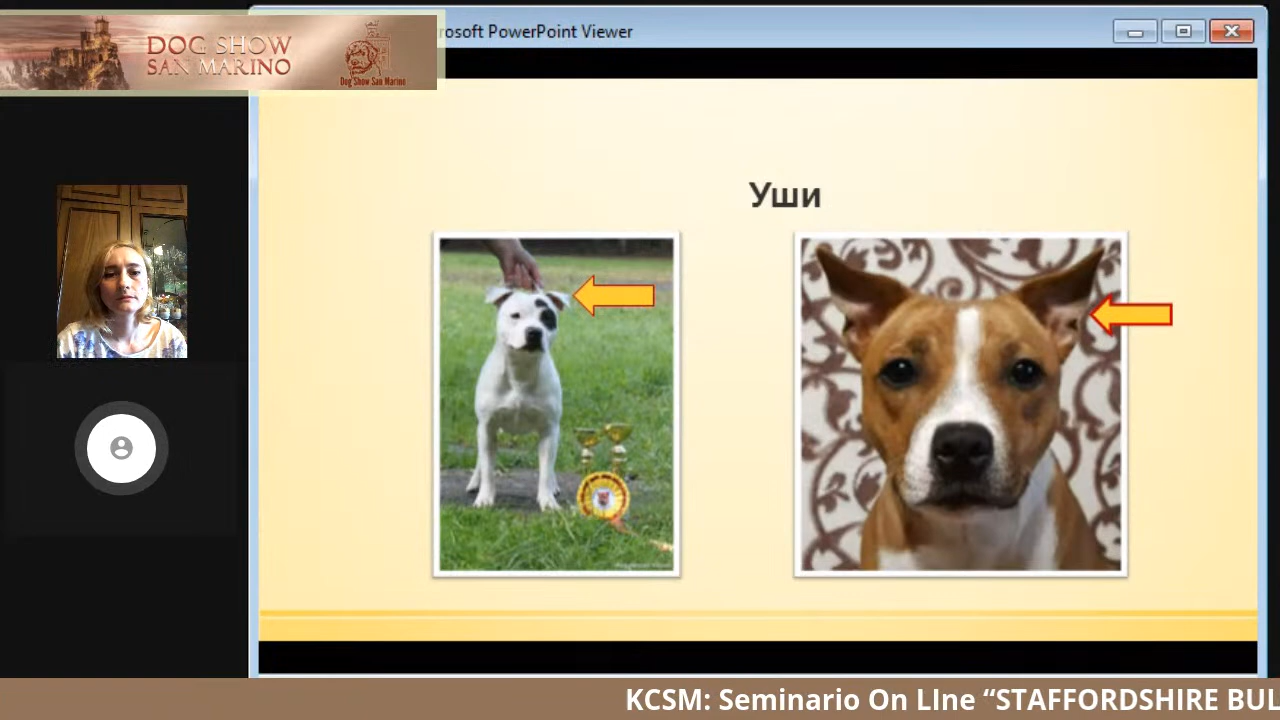 rosoft PowerPoint Viewer
DOG SHOW
SAN MARINO
Dog Show San Marino
Уши
KCSM: Seminario On LIne “STAFFORDSHIRE BUL